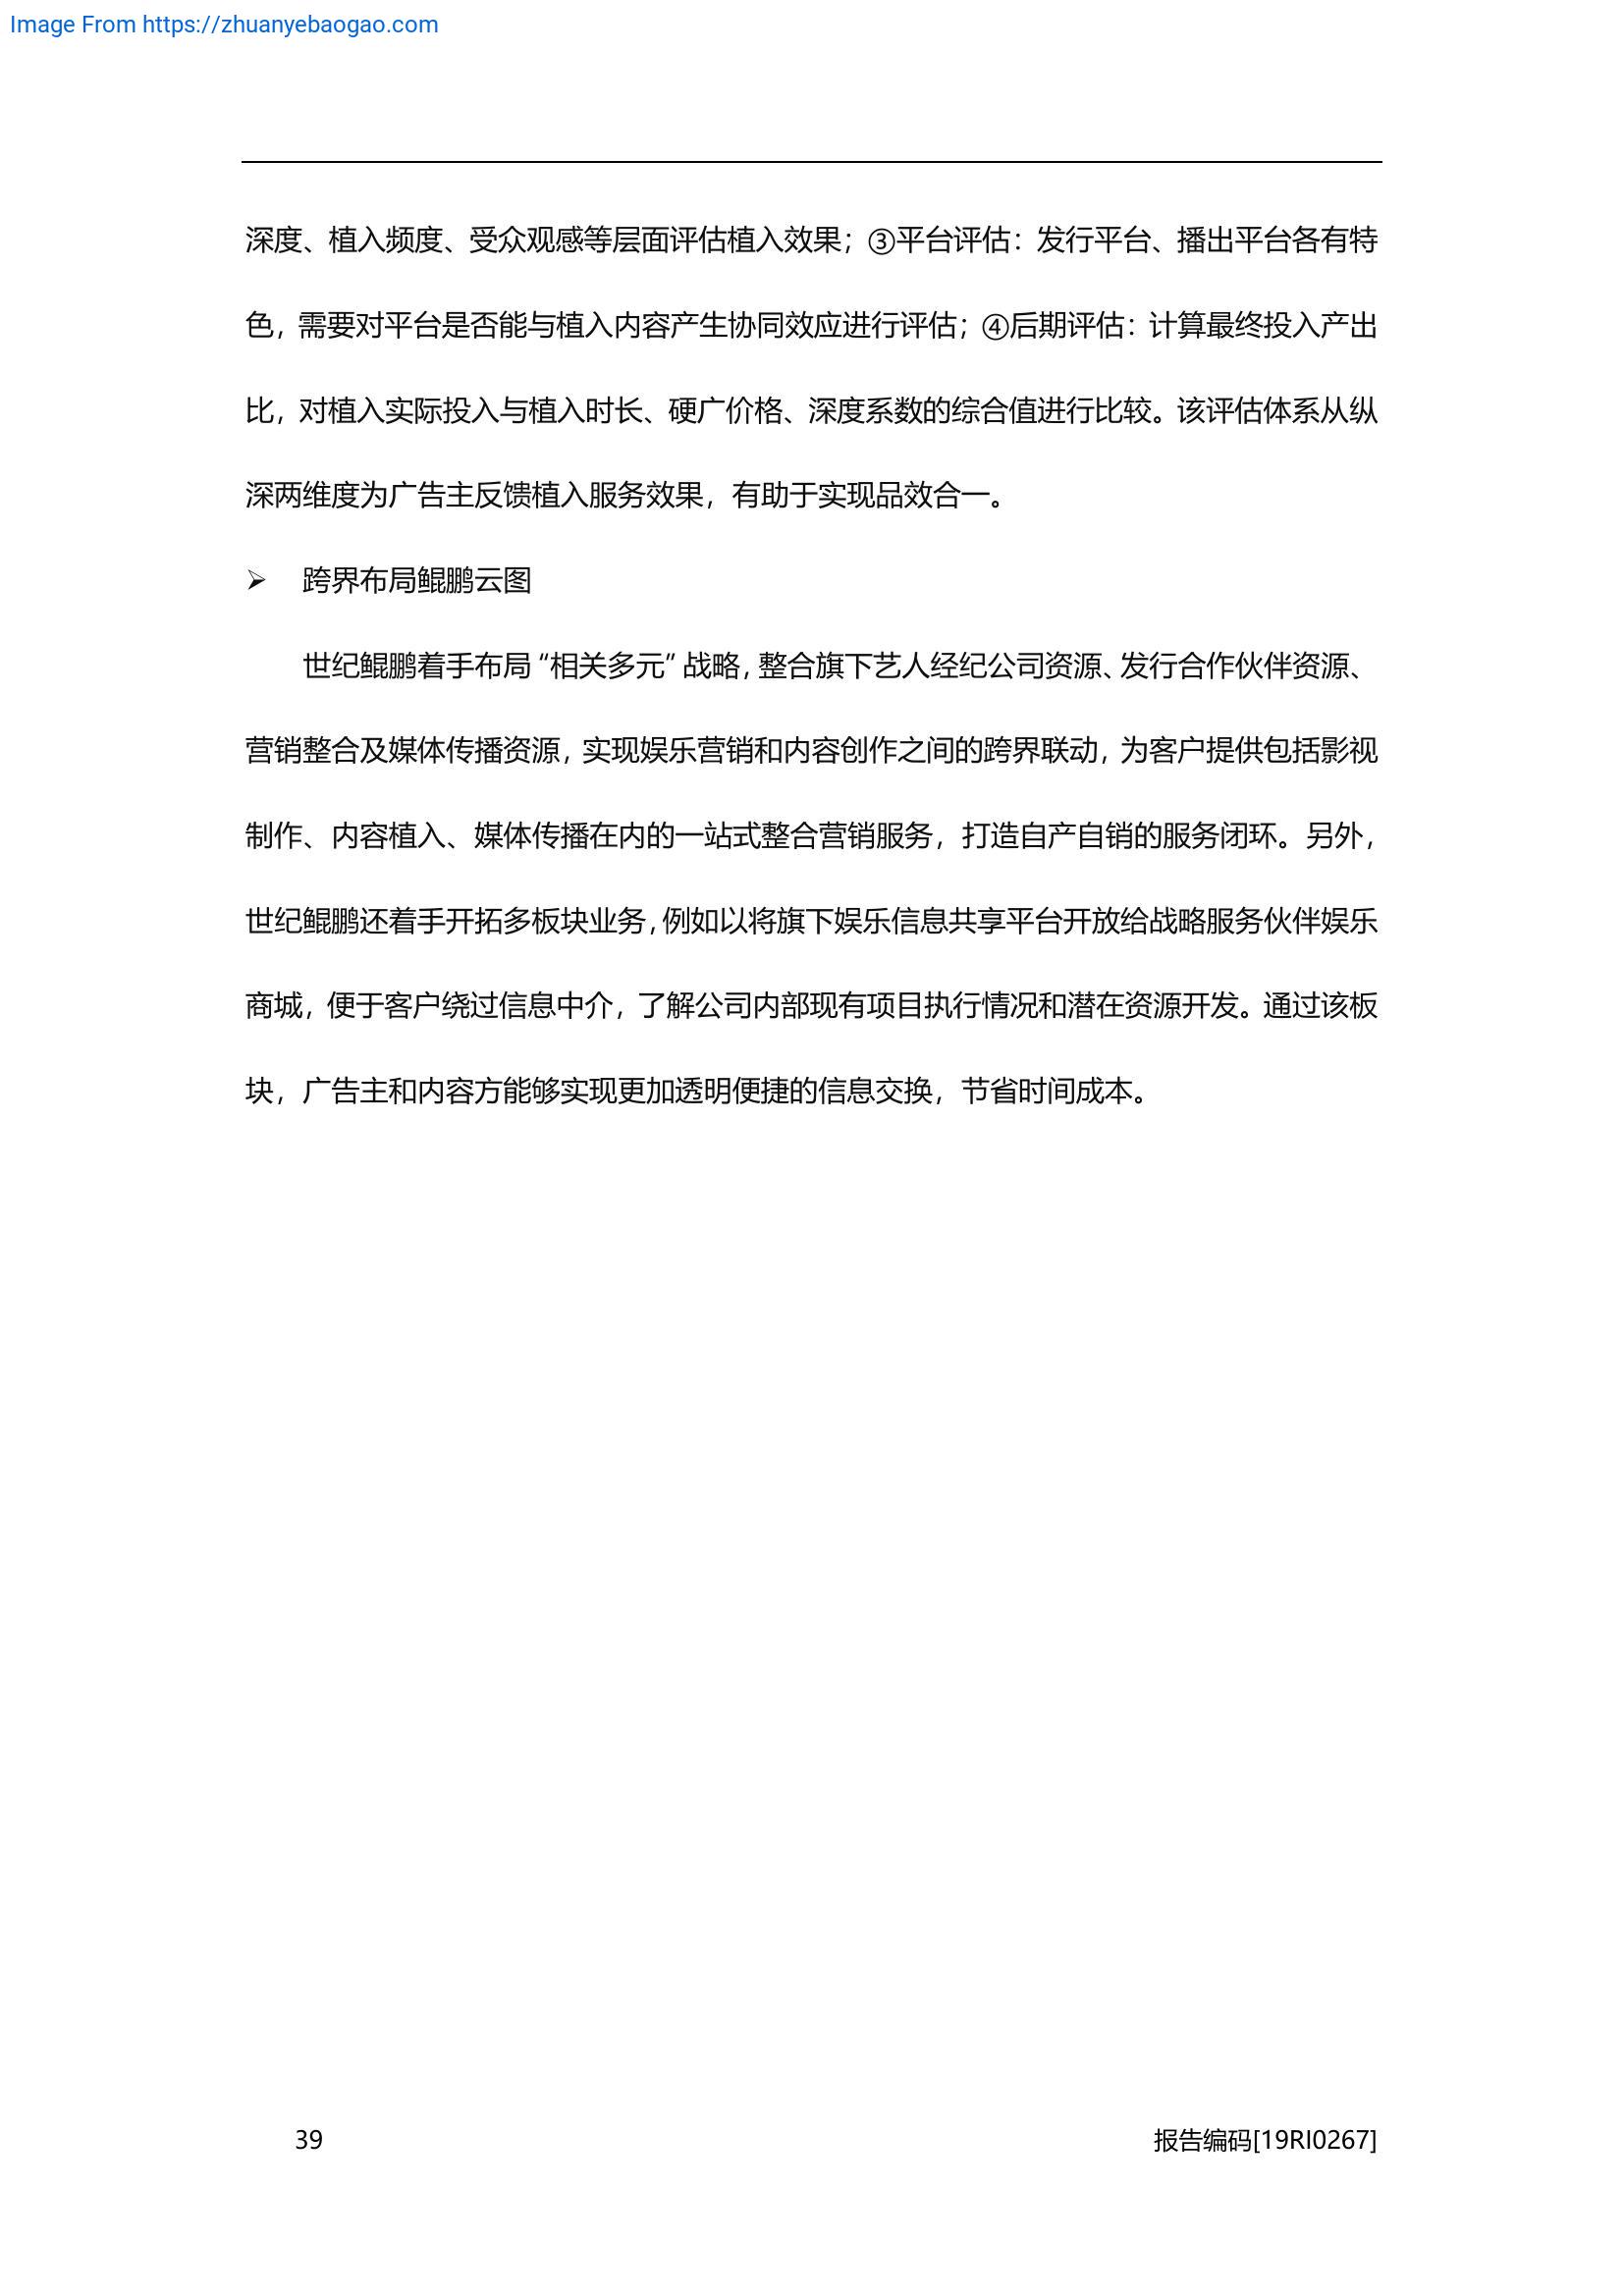 Image From https://zhuanyebaogao.com
深度、植入频度、受众观感等层面评估植入效果；③平台评估：发行平台、播出平台各有特
色，需要对平台是否能与植入内容产生协同效应进行评估；④后期评估：计算最终投入产出
比，对植入实际投入与植入时长、硬广价格、深度系数的综合值进行比较。该评估体系从纵
深两维度为广告主反馈植入服务效果，有助于实现品效合一。
➢ 跨界布局鲲鹏云图
世纪鲲鹏着手布局“相关多元”战略，整合旗下艺人经纪公司资源、发行合作伙伴资源、
营销整合及媒体传播资源，实现娱乐营销和内容创作之间的跨界联动，为客户提供包括影视
制作、内容植入、媒体传播在内的一站式整合营销服务，打造自产自销的服务闭环。另外，
世纪鲲鹏还着手开拓多板块业务，例如以将旗下娱乐信息共享平台开放给战略服务伙伴娱乐
商城，便于客户绕过信息中介，了解公司内部现有项目执行情况和潜在资源开发。通过该板
块，广告主和内容方能够实现更加透明便捷的信息交换，节省时间成本。
39 报告编码[19RI0267]